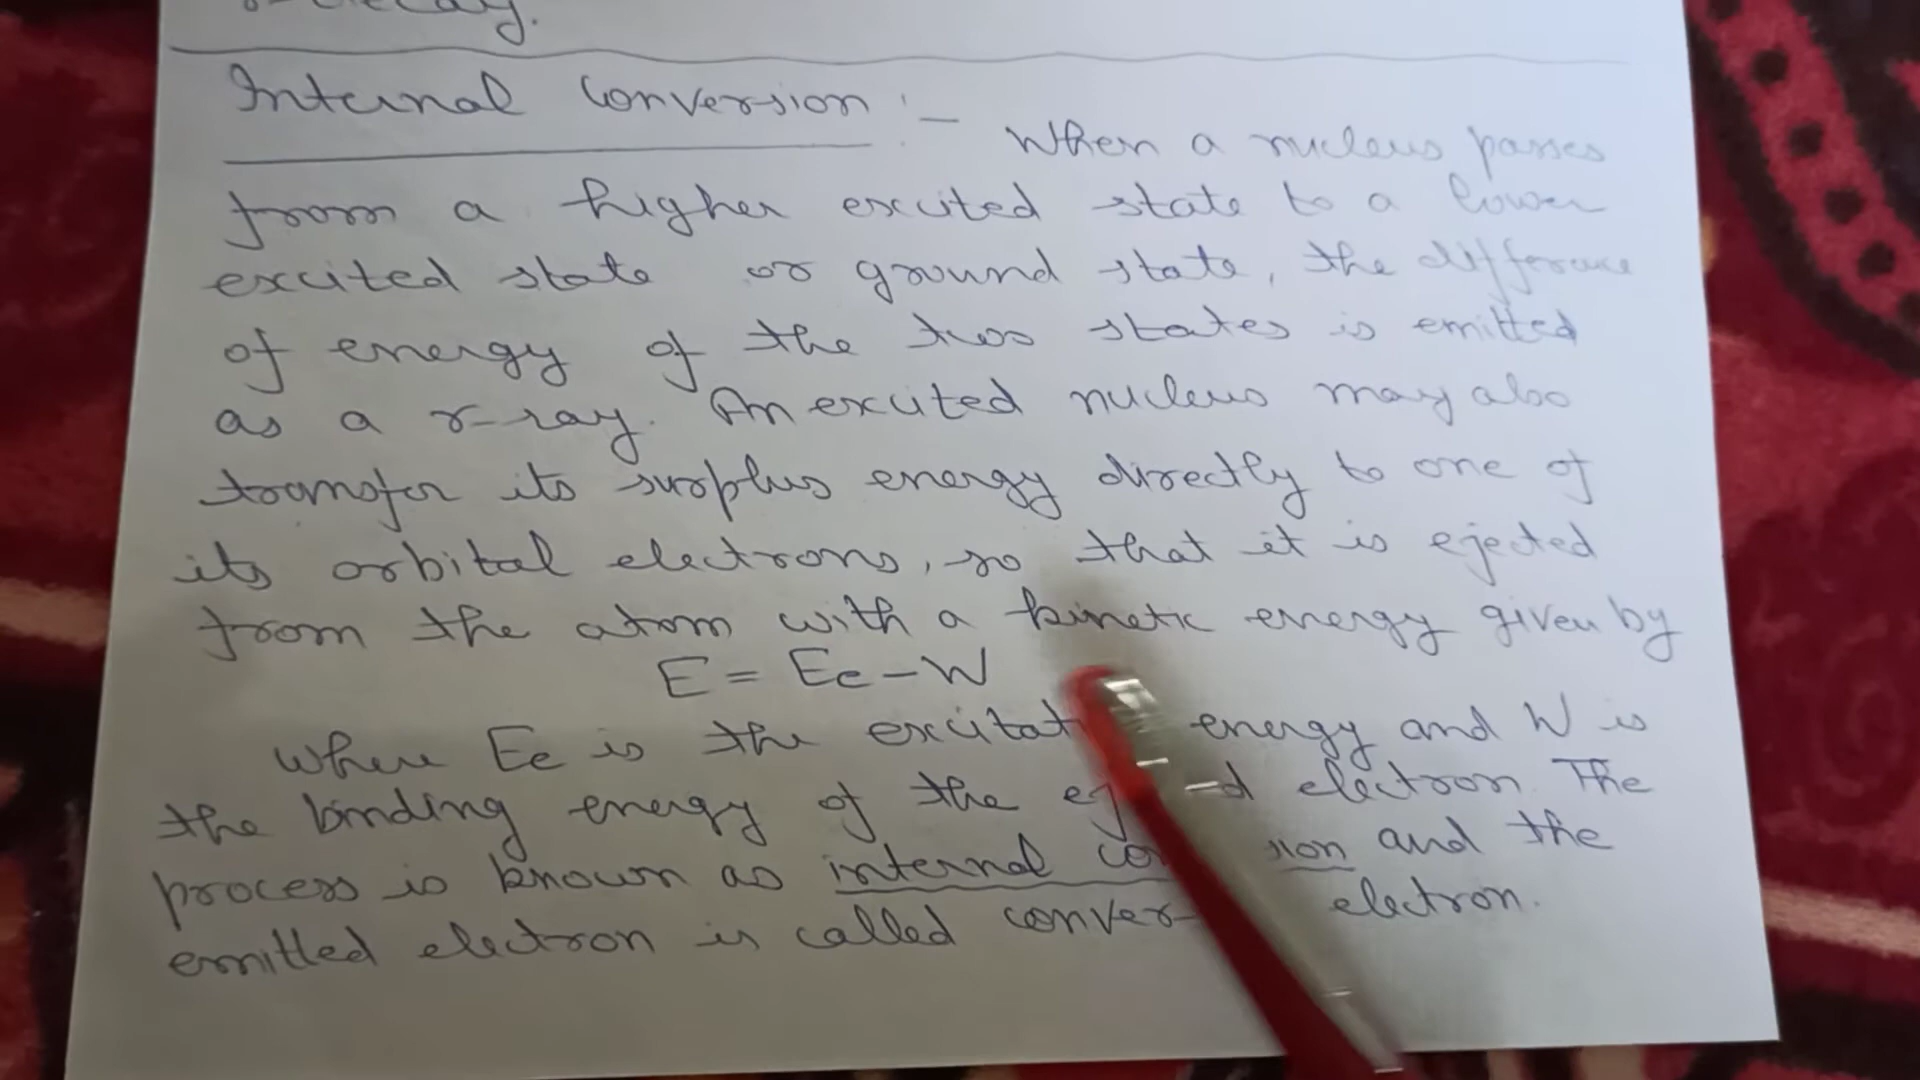 decay.
Internal Conversion :- When a nucleus passes
from a higher excited state to a lower
excited state or ground state, the difference
of energy of the two states is emitted
as a γ-ray. An excited nucleus may also
transfer its surplus energy directly to one of
its orbital electrons, so that it is ejected
from the atom with a kinetic energy given by
E = Ee - W
Where Ee is the energy and W is
the binding energy of the electron. The
process is known as internal and the
emitted electron is called electron.